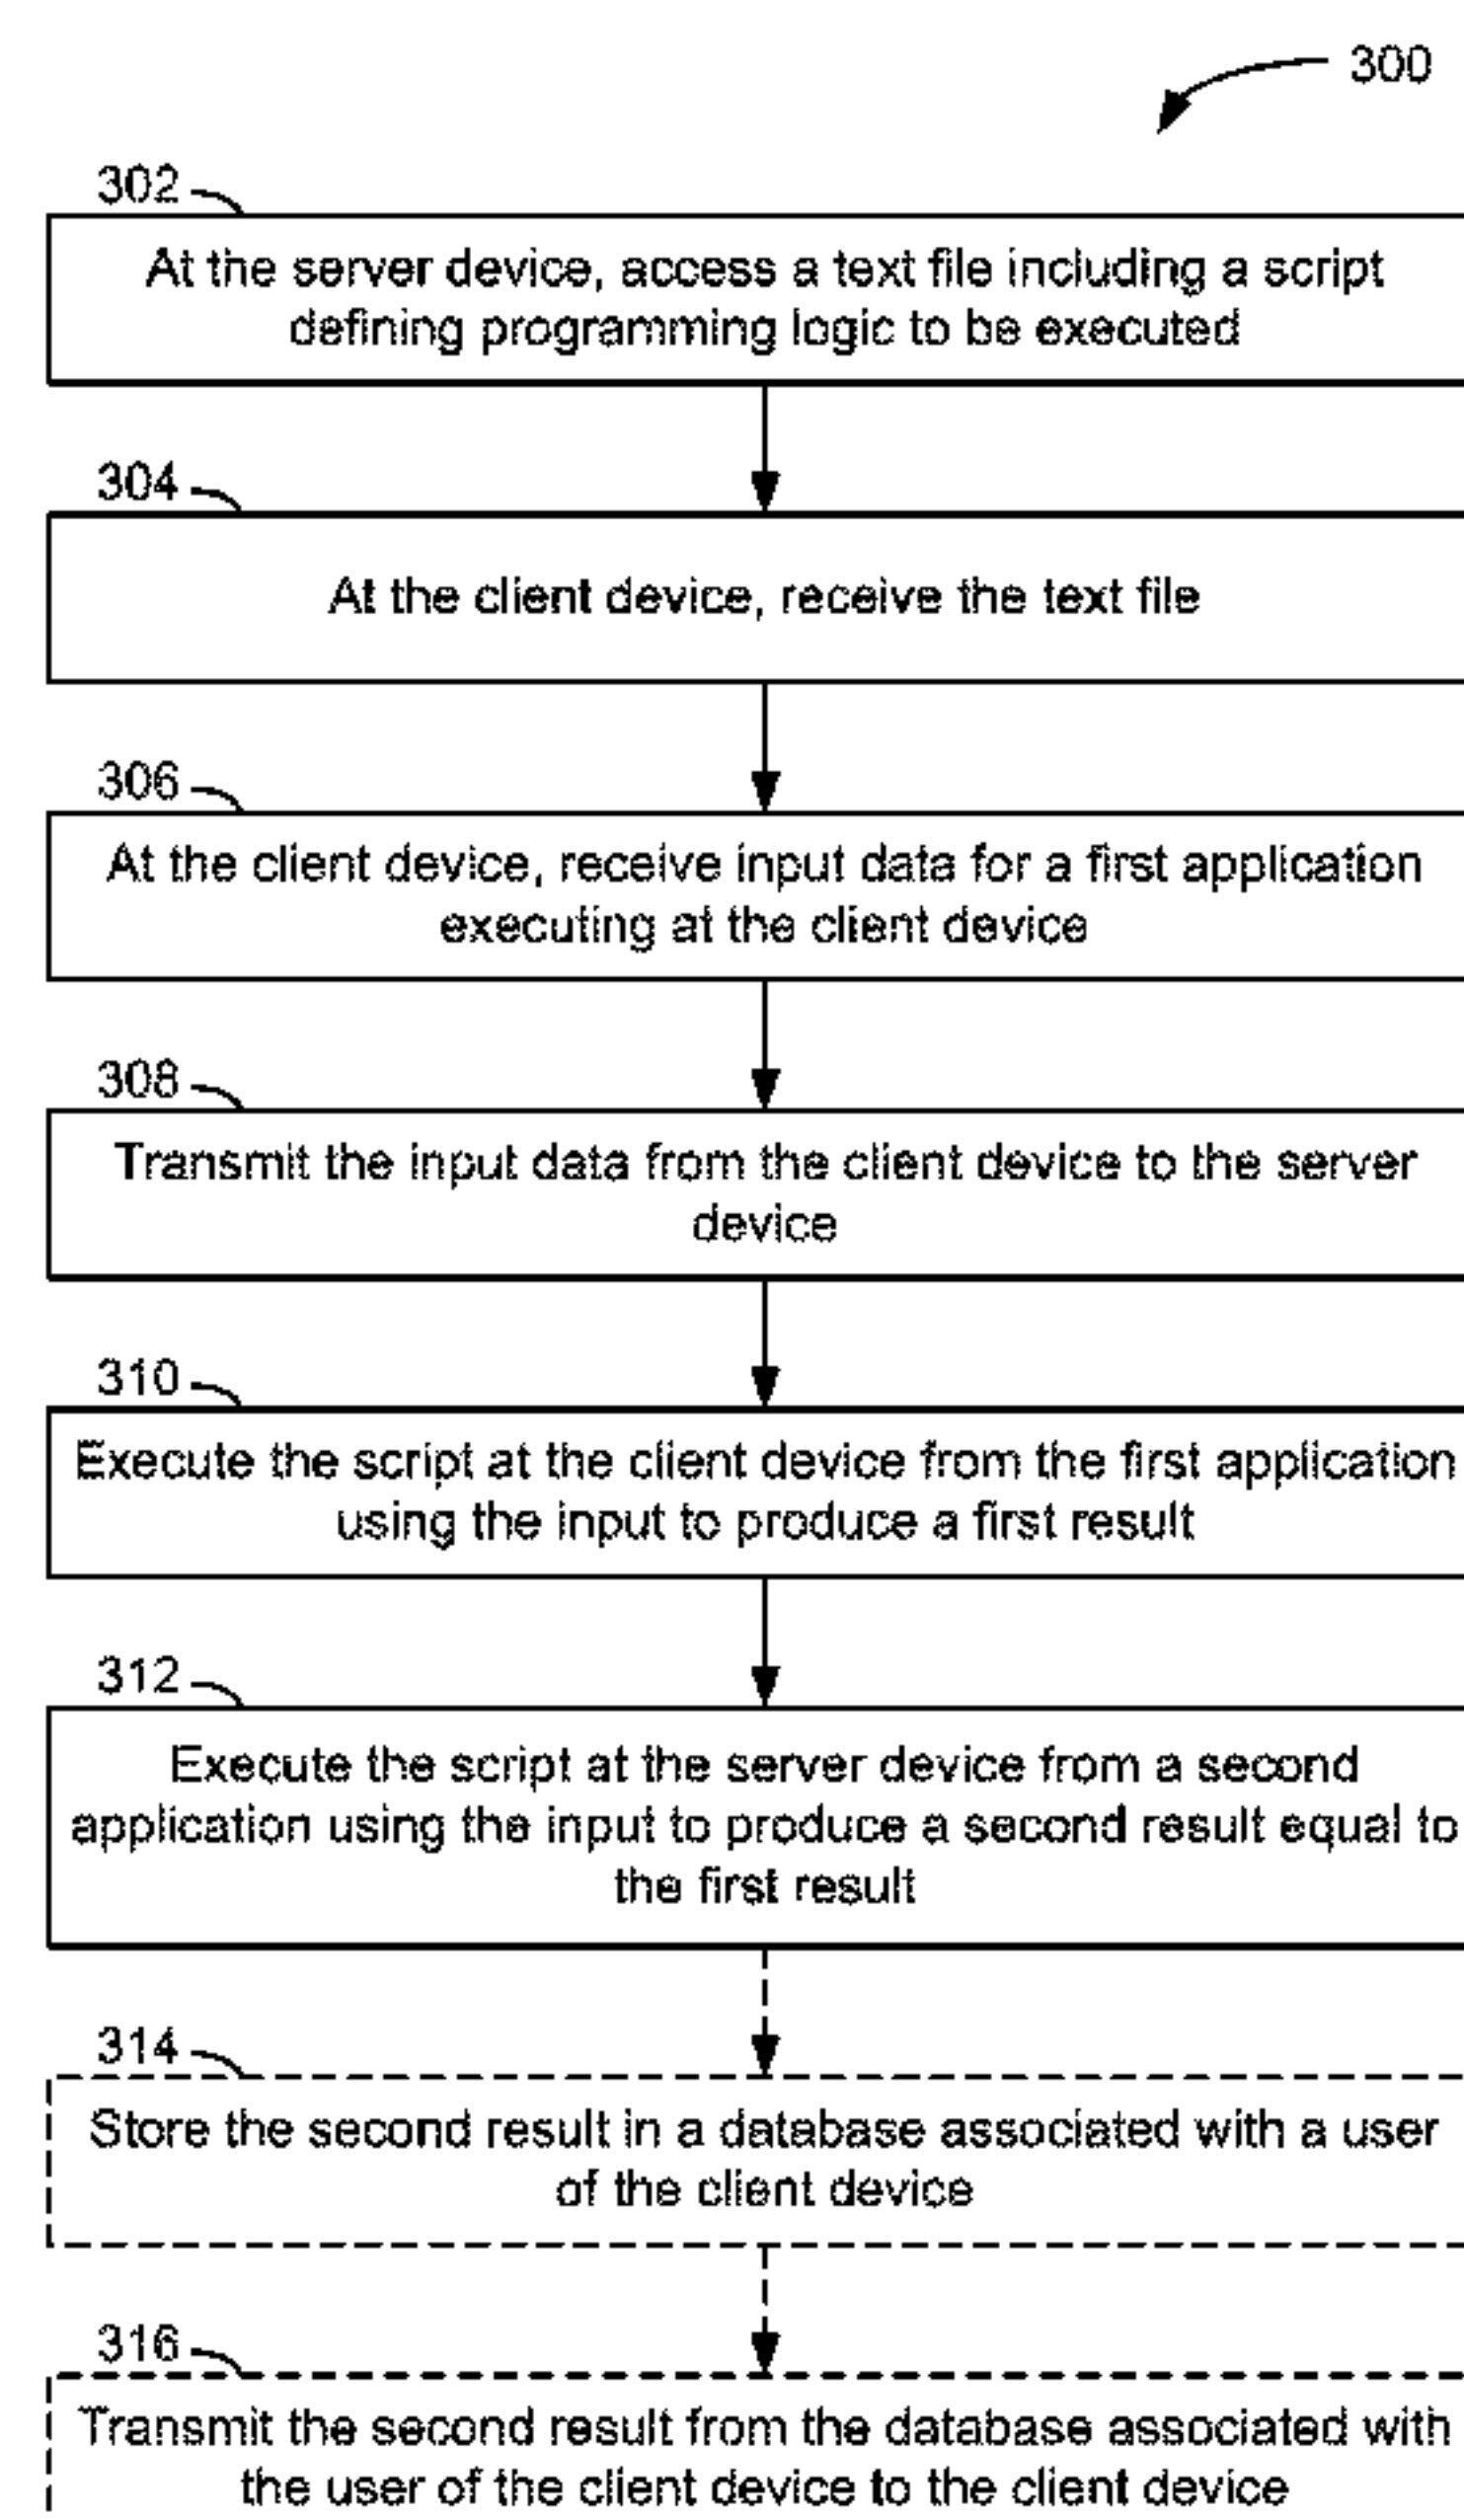 300
302
At the server device, access a text file including a script
defining programming logic to be executed
304
At the client device, receive the text file
306
At the client device, receive input data for a first application
executing at the client device
308
Transmit the input data from the client device to the server
device
310
Execute the script at the client device from the first application
using the input to produce a first result
312
Execute the script at the server device from a second
application using the input to produce a second result equal to
the first result
314
Store the second result in a database associated with a user
of the client device
316
Transmit the second result from the database associated with
the user of the client device to the client device